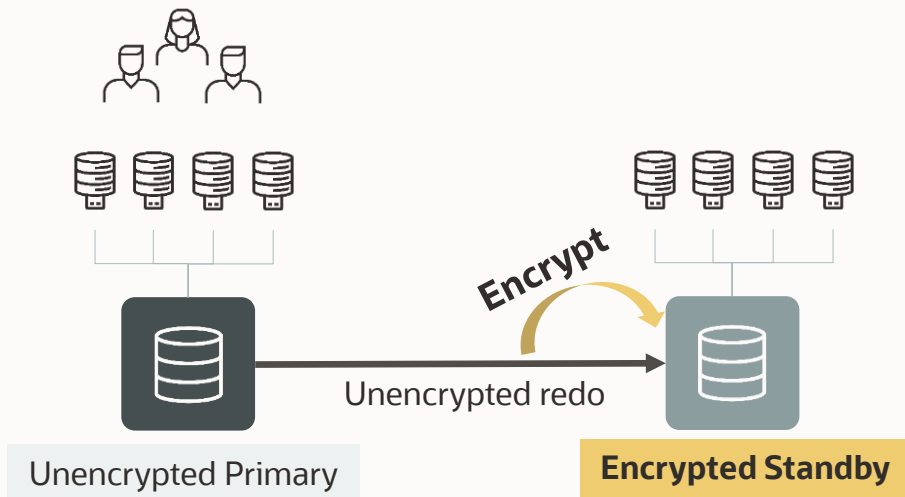 Encrypt
Unencrypted redo
Unencrypted Primary
Encrypted Standby